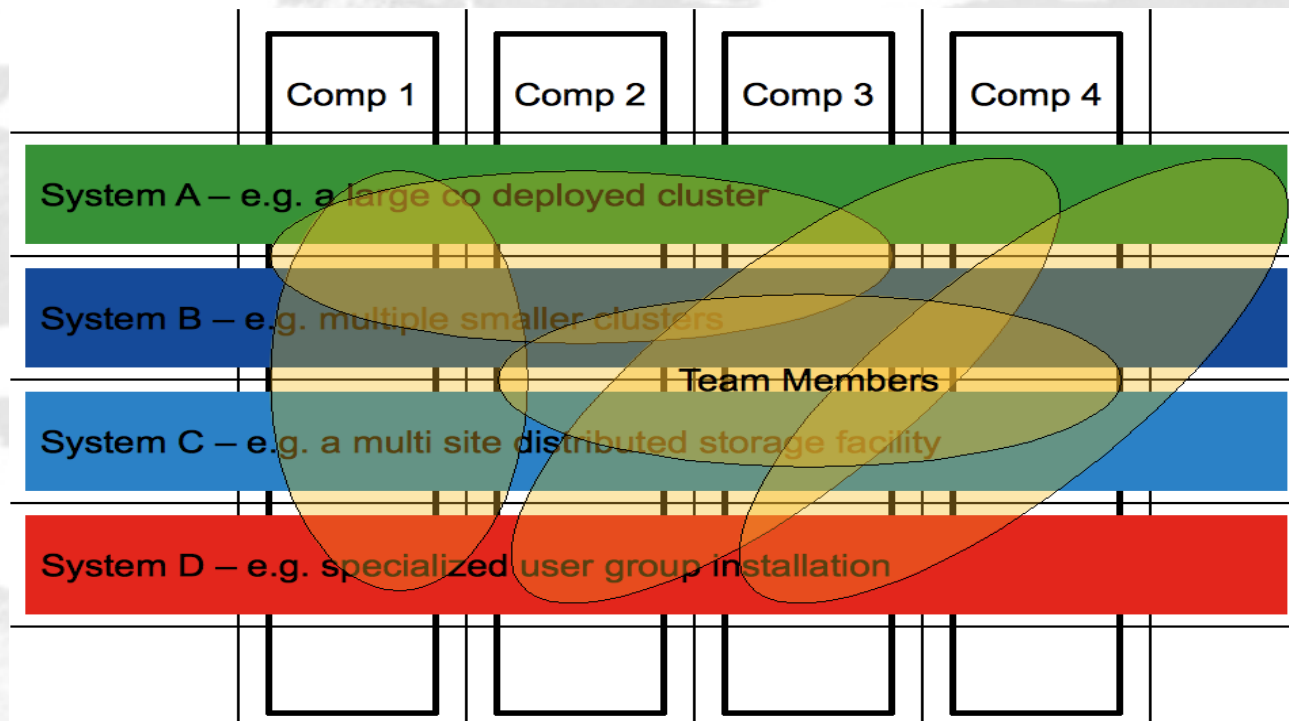 Comp 1 Comp 2 Comp 3 Comp 4
System A – e.g. a large co deployed cluster
System B – e.g. multiple smaller clusters
Team Members
System C – e.g. a multi site distributed storage facility
System D – e.g. specialized user group installation